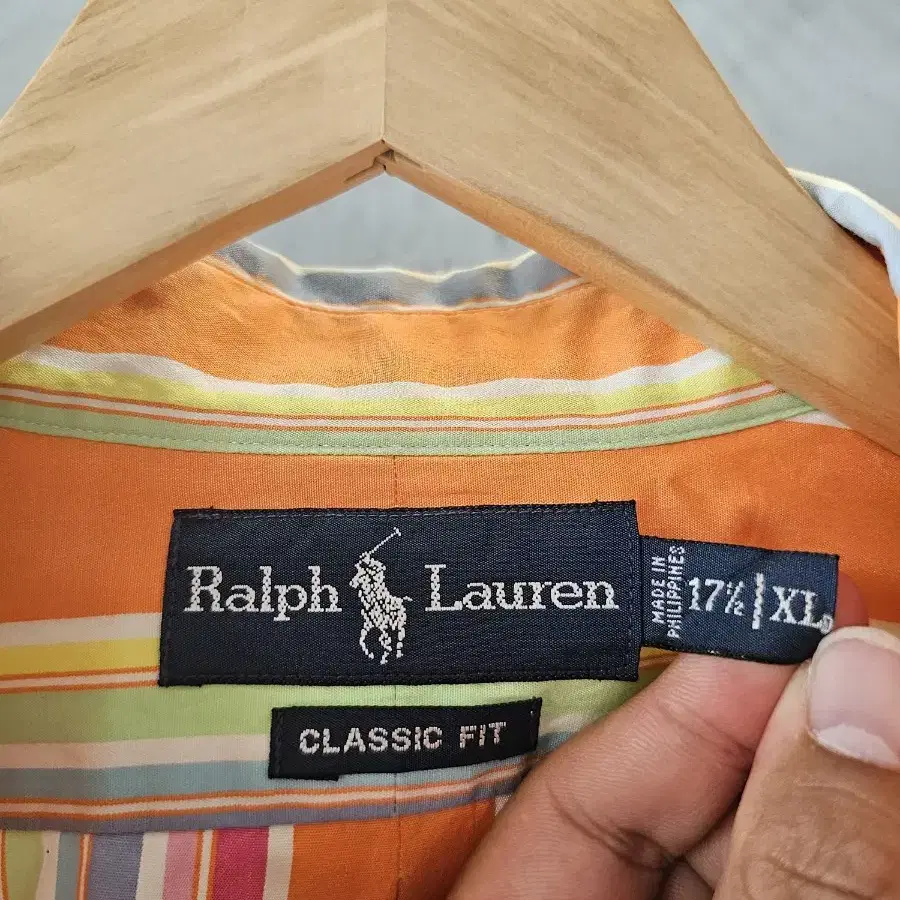 Ralph Lauren
MADE IN
PHILIPPINES
17½ | XL
CLASSIC FIT